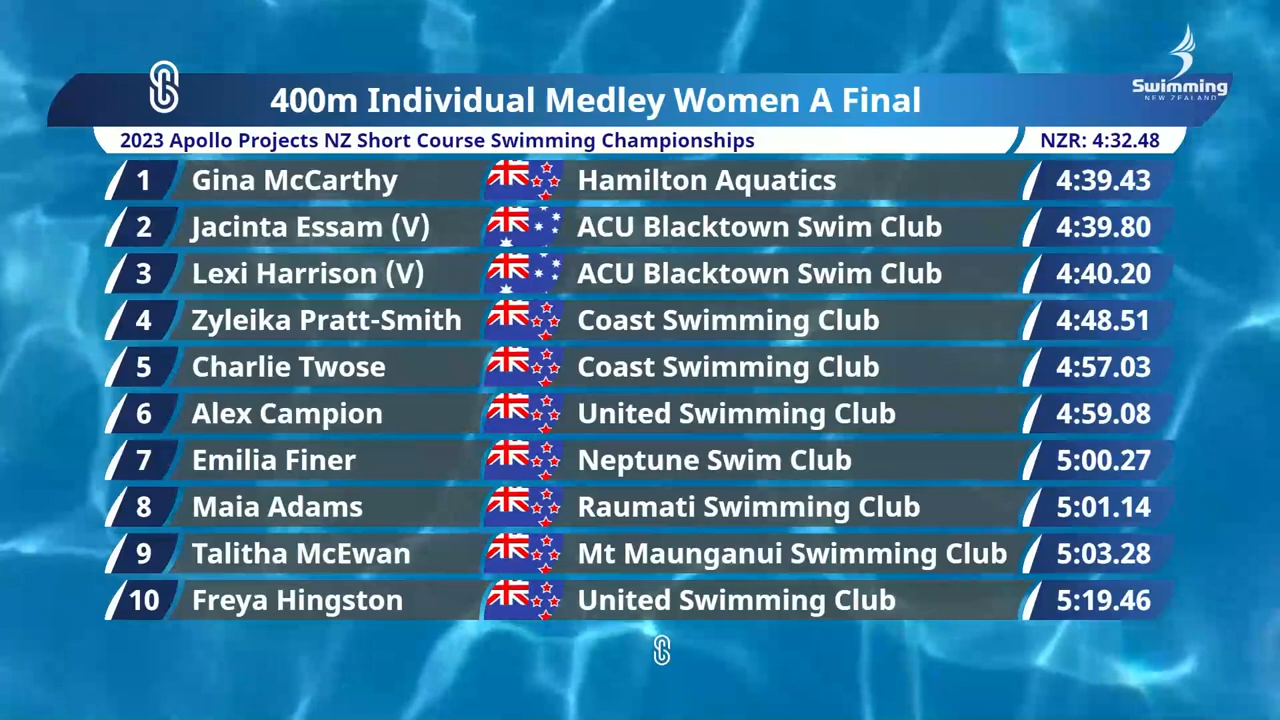 400m Individual Medley Women A Final
Swimming
NEW ZEALAND
2023 Apollo Projects NZ Short Course Swimming Championships NZR: 4:32.48
1 Gina McCarthy Hamilton Aquatics 4:39.43
2 Jacinta Essam (V) ACU Blacktown Swim Club 4:39.80
3 Lexi Harrison (V) ACU Blacktown Swim Club 4:40.20
4 Zyleika Pratt-Smith Coast Swimming Club 4:48.51
5 Charlie Twose Coast Swimming Club 4:57.03
6 Alex Campion United Swimming Club 4:59.08
7 Emilia Finer Neptune Swim Club 5:00.27
8 Maia Adams Raumati Swimming Club 5:01.14
9 Talitha McEwan Mt Maunganui Swimming Club 5:03.28
10 Freya Hingston United Swimming Club 5:19.46